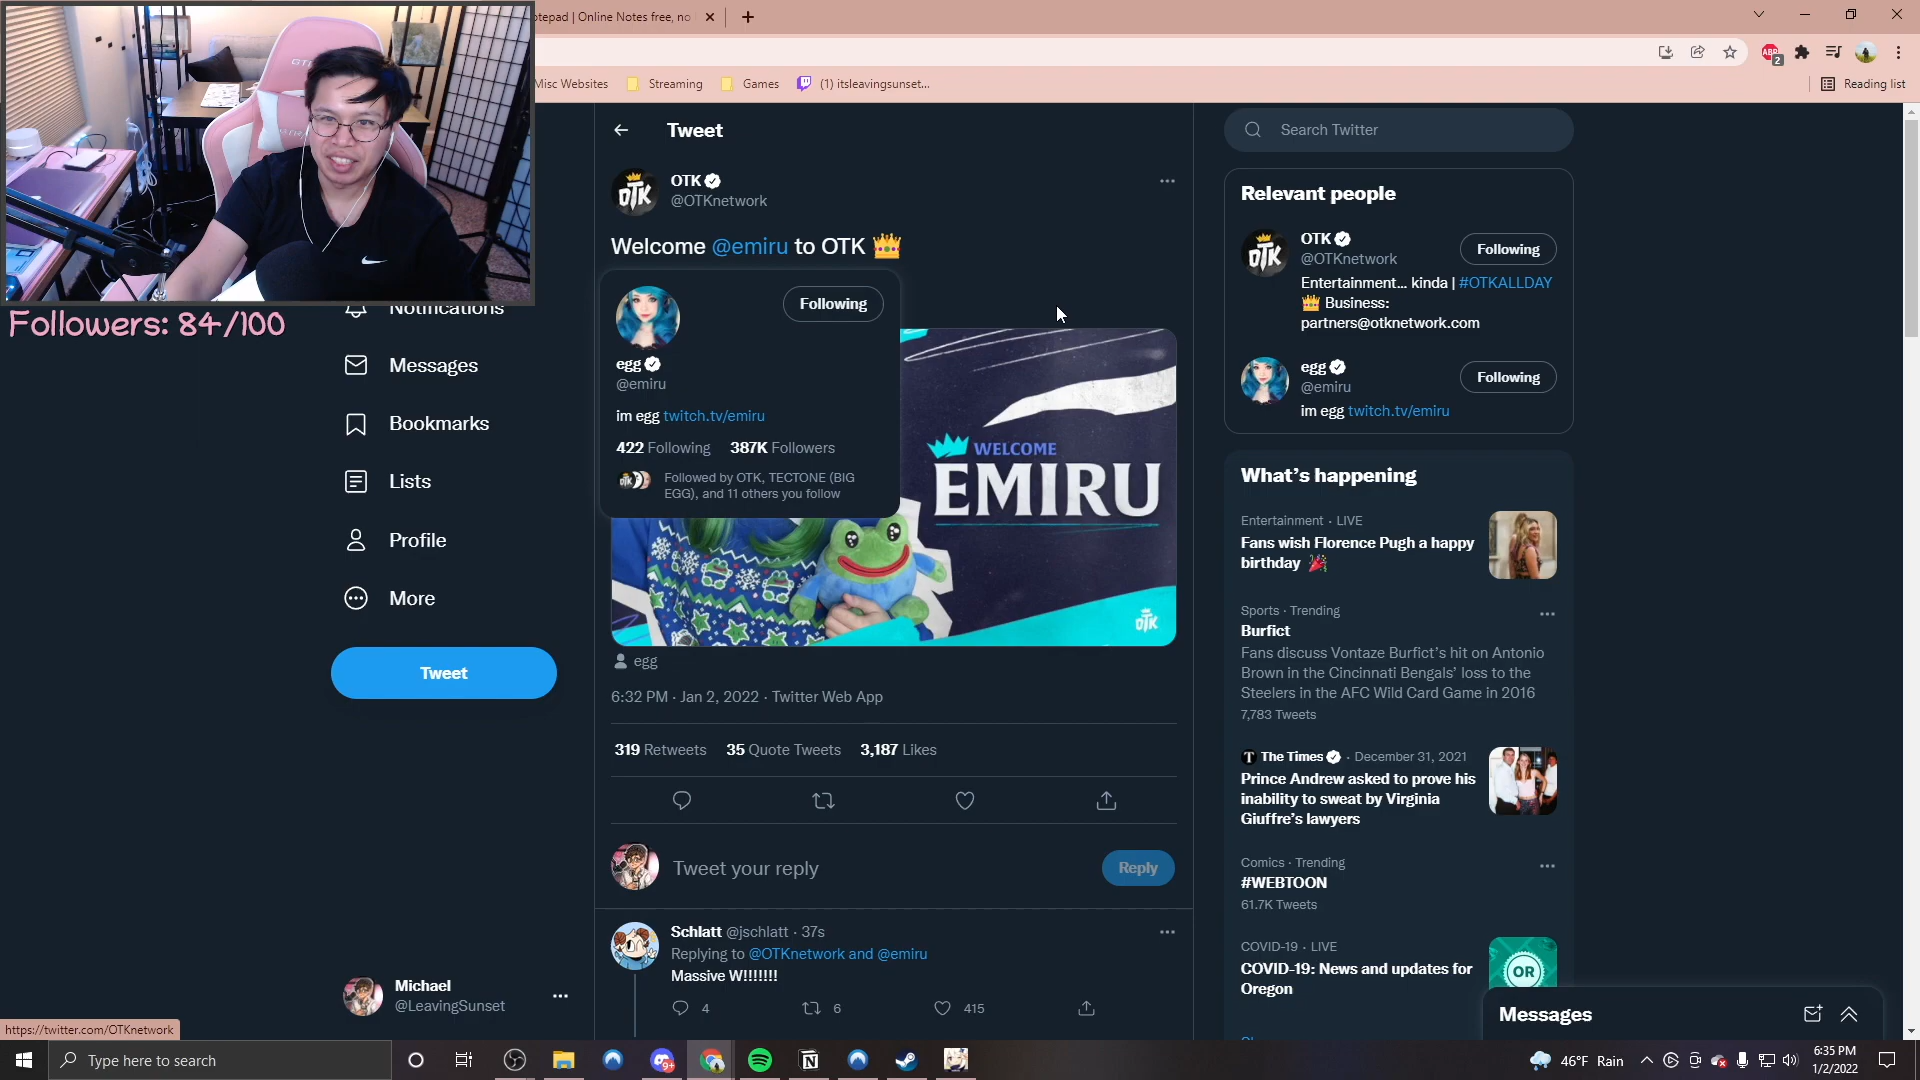 otepad | Online Notes free, no
ABP
2
Misc Websites
Streaming
Games
(1) itsleavingsunset...
Reading list
Followers: 84/100
Notifications
Messages
Bookmarks
Lists
Profile
More
Tweet
Michael
@LeavingSunset
https://twitter.com/OTKnetwork
Tweet
OTK
@OTKnetwork
Welcome @emiru to OTK 👑
Following
egg
@emiru
im egg twitch.tv/emiru
422 Following 387K Followers
Followed by OTK, TECTONE (BIG
EGG), and 11 others you follow
WELCOME
EMIRU
OTK
egg
6:32 PM · Jan 2, 2022 · Twitter Web App
319 Retweets 35 Quote Tweets 3,187 Likes
Tweet your reply
Reply
Schlatt @jschlatt · 37s
Replying to @OTKnetwork and @emiru
Massive W!!!!!!!
4
6
415
Search Twitter
Relevant people
OTK
@OTKnetwork
Following
Entertainment... kinda | #OTKALLDAY
👑 Business:
partners@otknetwork.com
egg
@emiru
Following
im egg twitch.tv/emiru
What's happening
Entertainment · LIVE
Fans wish Florence Pugh a happy
birthday 🎉
Sports · Trending
Burfict
Fans discuss Vontaze Burfict's hit on Antonio
Brown in the Cincinnati Bengals' loss to the
Steelers in the AFC Wild Card Game in 2016
7,783 Tweets
The Times · December 31, 2021
Prince Andrew asked to prove his
inability to sweat by Virginia
Giuffre's lawyers
Comics · Trending
#WEBTOON
61.7K Tweets
COVID-19 · LIVE
COVID-19: News and updates for
Oregon
OR
Messages
Type here to search
9+
46°F Rain
6:35 PM
1/2/2022